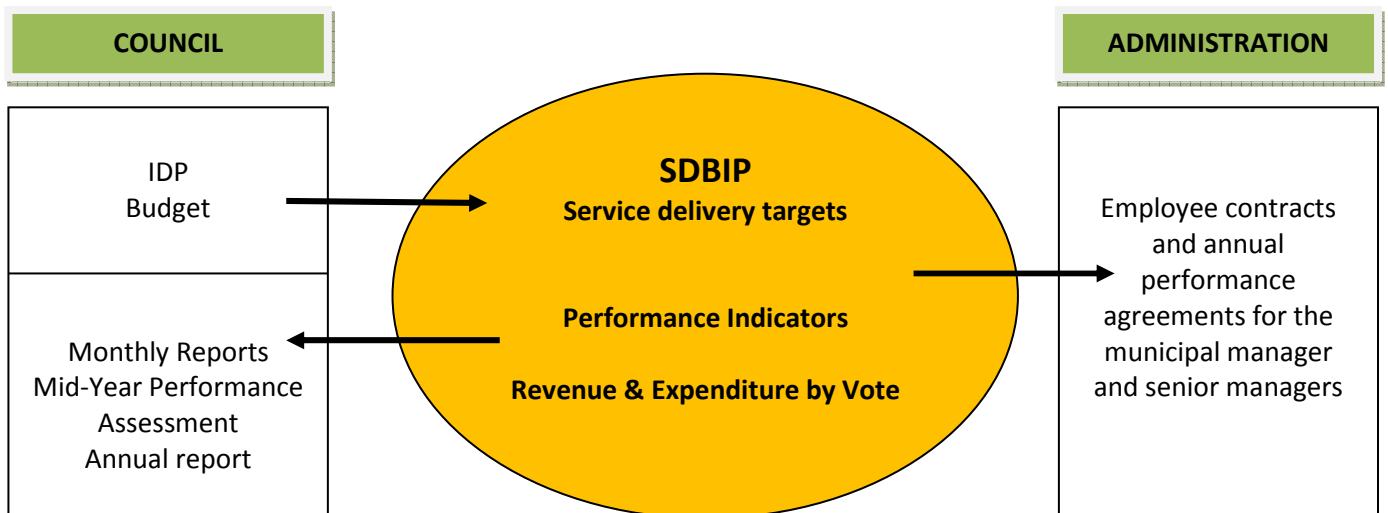 COUNCIL
IDP
Budget
Monthly Reports
Mid-Year Performance
Assessment
Annual report
SDBIP
Service delivery targets
Performance Indicators
Revenue & Expenditure by Vote
ADMINISTRATION
Employee contracts
and annual
performance
agreements for the
municipal manager
and senior managers